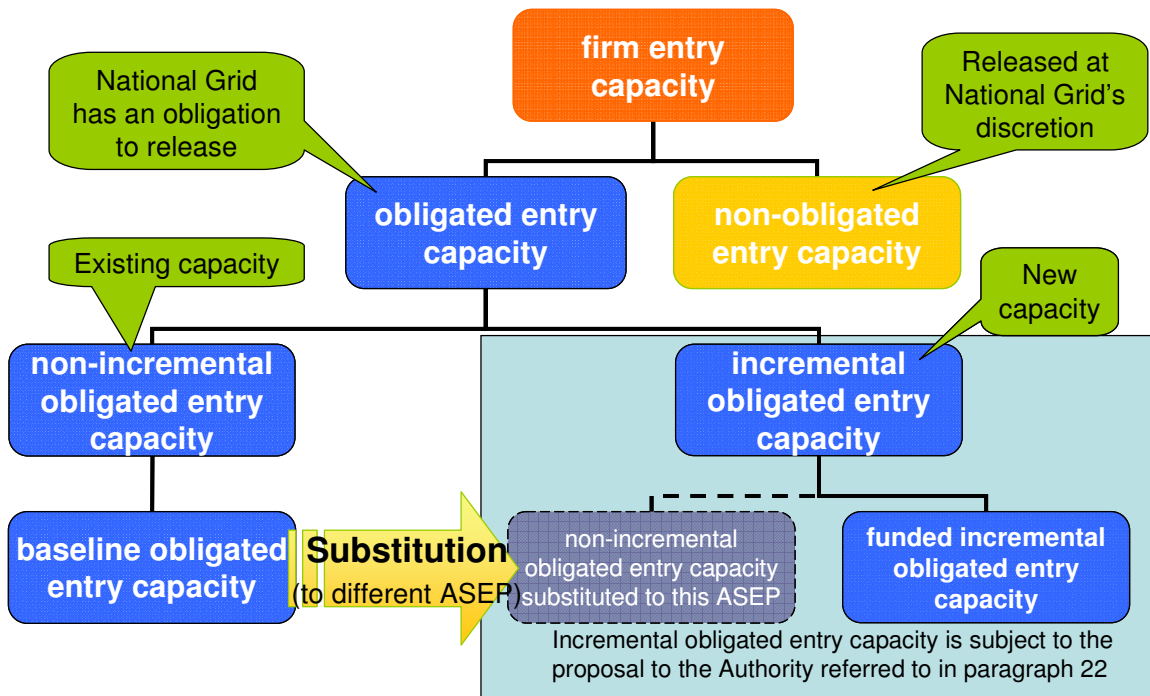 firm entry
capacity
National Grid
has an obligation
to release
Released at
National Grid's
discretion
obligated entry
capacity
non-obligated
entry capacity
Existing capacity
New
capacity
non-incremental
obligated entry
capacity
incremental
obligated entry
capacity
baseline obligated
entry capacity
Substitution
(to different ASEP)
non-incremental
obligated entry capacity
substituted to this ASEP
funded incremental
obligated entry
capacity
Incremental obligated entry capacity is subject to the
proposal to the Authority referred to in paragraph 22